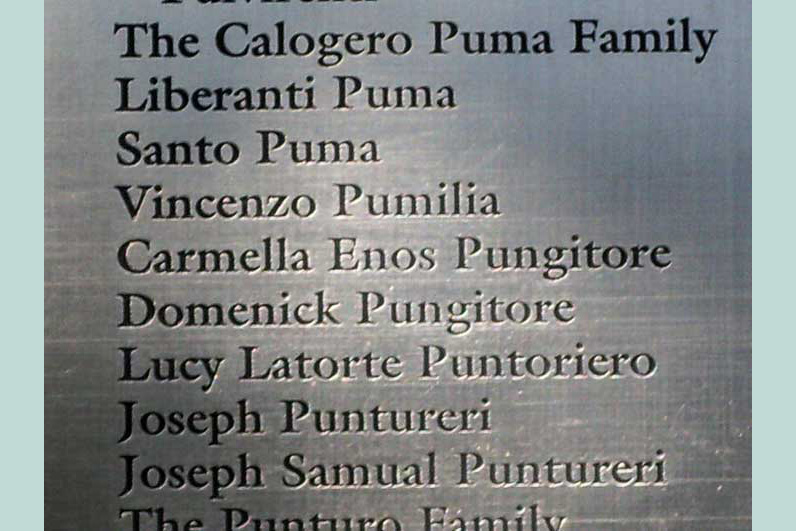 The Calogero Puma Family
Liberanti Puma
Santo Puma
Vincenzo Pumilia
Carmella Enos Pungitore
Domenick Pungitore
Lucy Latorte Puntoriero
Joseph Puntureri
Joseph Samual Puntureri
The Punturo Family